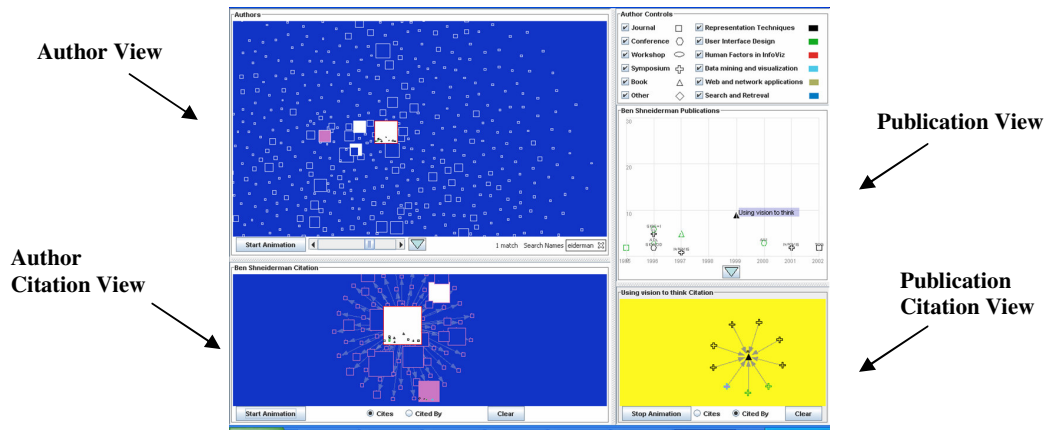 Author View
Author
Citation View
Authors
Start Animation
1 match Search Names eiderman
Ben Shneiderman Citation
Start Animation Cites Cited By Clear
Author Controls
Journal Representation Techniques
Conference User Interface Design
Workshop Human Factors in InfoViz
Symposium Data mining and visualization
Book Web and network applications
Other Search and Retreval
Ben Shneiderman Publications
30
20
10
Using vision to think
1995 1996 1997 1998 1999 2000 2001 2002
Using vision to think Citation
Stop Animation Cites Cited By Clear
Publication View
Publication
Citation View